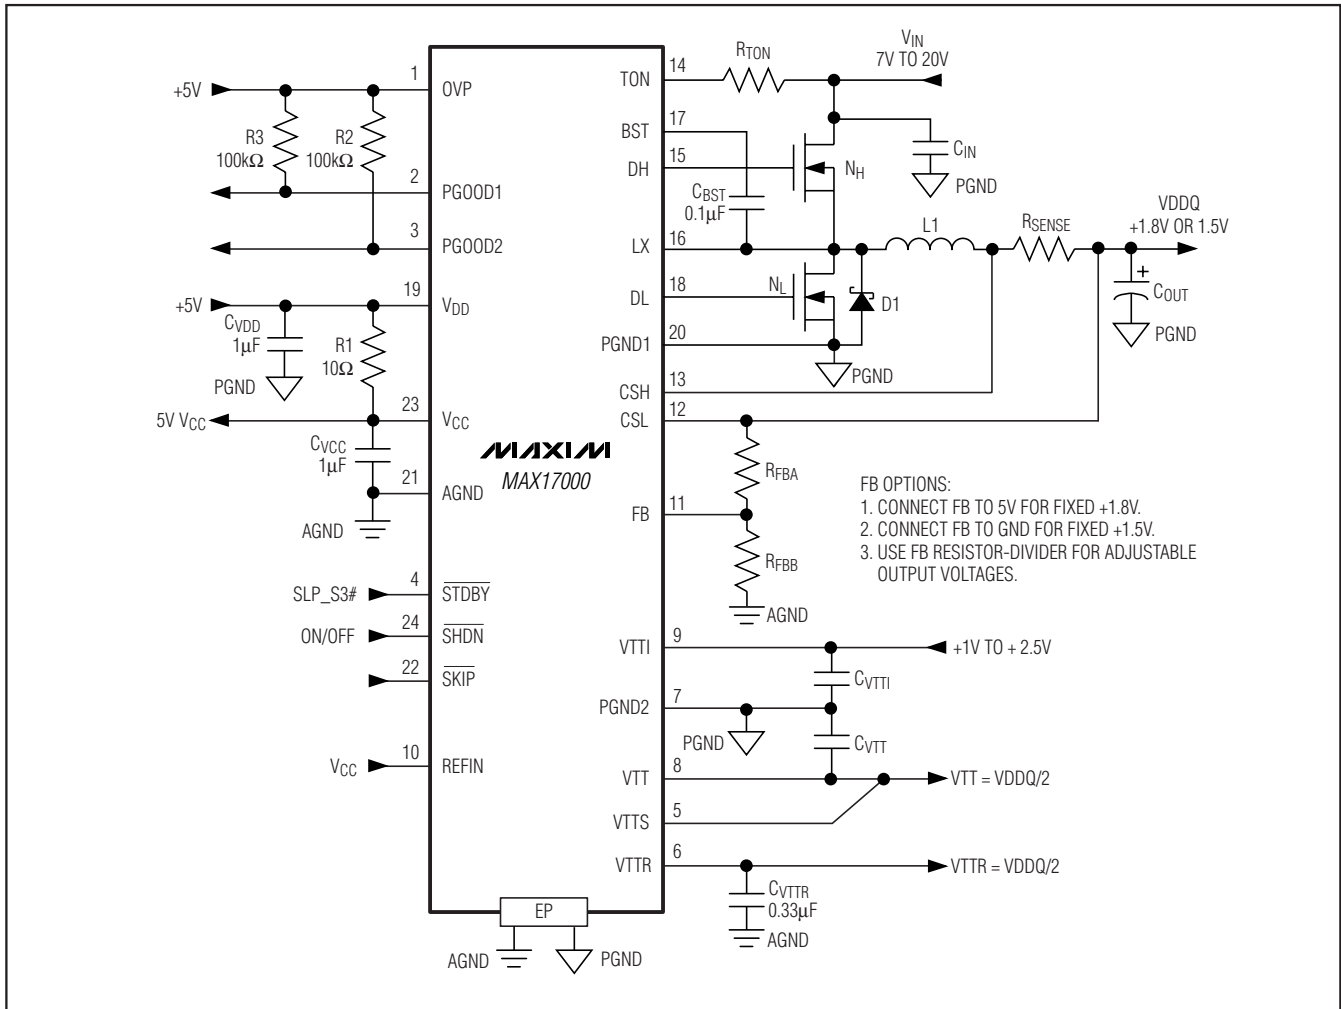 +5V
1
OVP
R3
100kΩ
R2
100kΩ
2
PGOOD1
3
PGOOD2
+5V
19
VDD
CVDD
1µF
PGND
R1
10Ω
5V VCC
23
VCC
CVCC
1µF
21
AGND
AGND
SLP_S3#
4
STDBY
ON/OFF
24
SHDN
22
SKIP
VCC
10
REFIN
MAXIM
MAX17000
EP
AGND
PGND
TON
14
RTON
VIN
7V TO 20V
BST
17
DH
15
NH
CIN
PGND
CBST
0.1µF
LX
16
L1
RSENSE
VDDQ
+1.8V OR 1.5V
COUT
PGND
DL
18
NL
D1
PGND1
20
PGND
CSH
13
CSL
12
RFBA
FB
11
RFBB
AGND
FB OPTIONS:
1. CONNECT FB TO 5V FOR FIXED +1.8V.
2. CONNECT FB TO GND FOR FIXED +1.5V.
3. USE FB RESISTOR-DIVIDER FOR ADJUSTABLE
OUTPUT VOLTAGES.
VTTI
9
+1V TO + 2.5V
CVTTI
PGND2
7
PGND
CVTT
VTT
8
VTT = VDDQ/2
VTTS
5
VTTR
6
VTTR = VDDQ/2
CVTTR
0.33µF
AGND